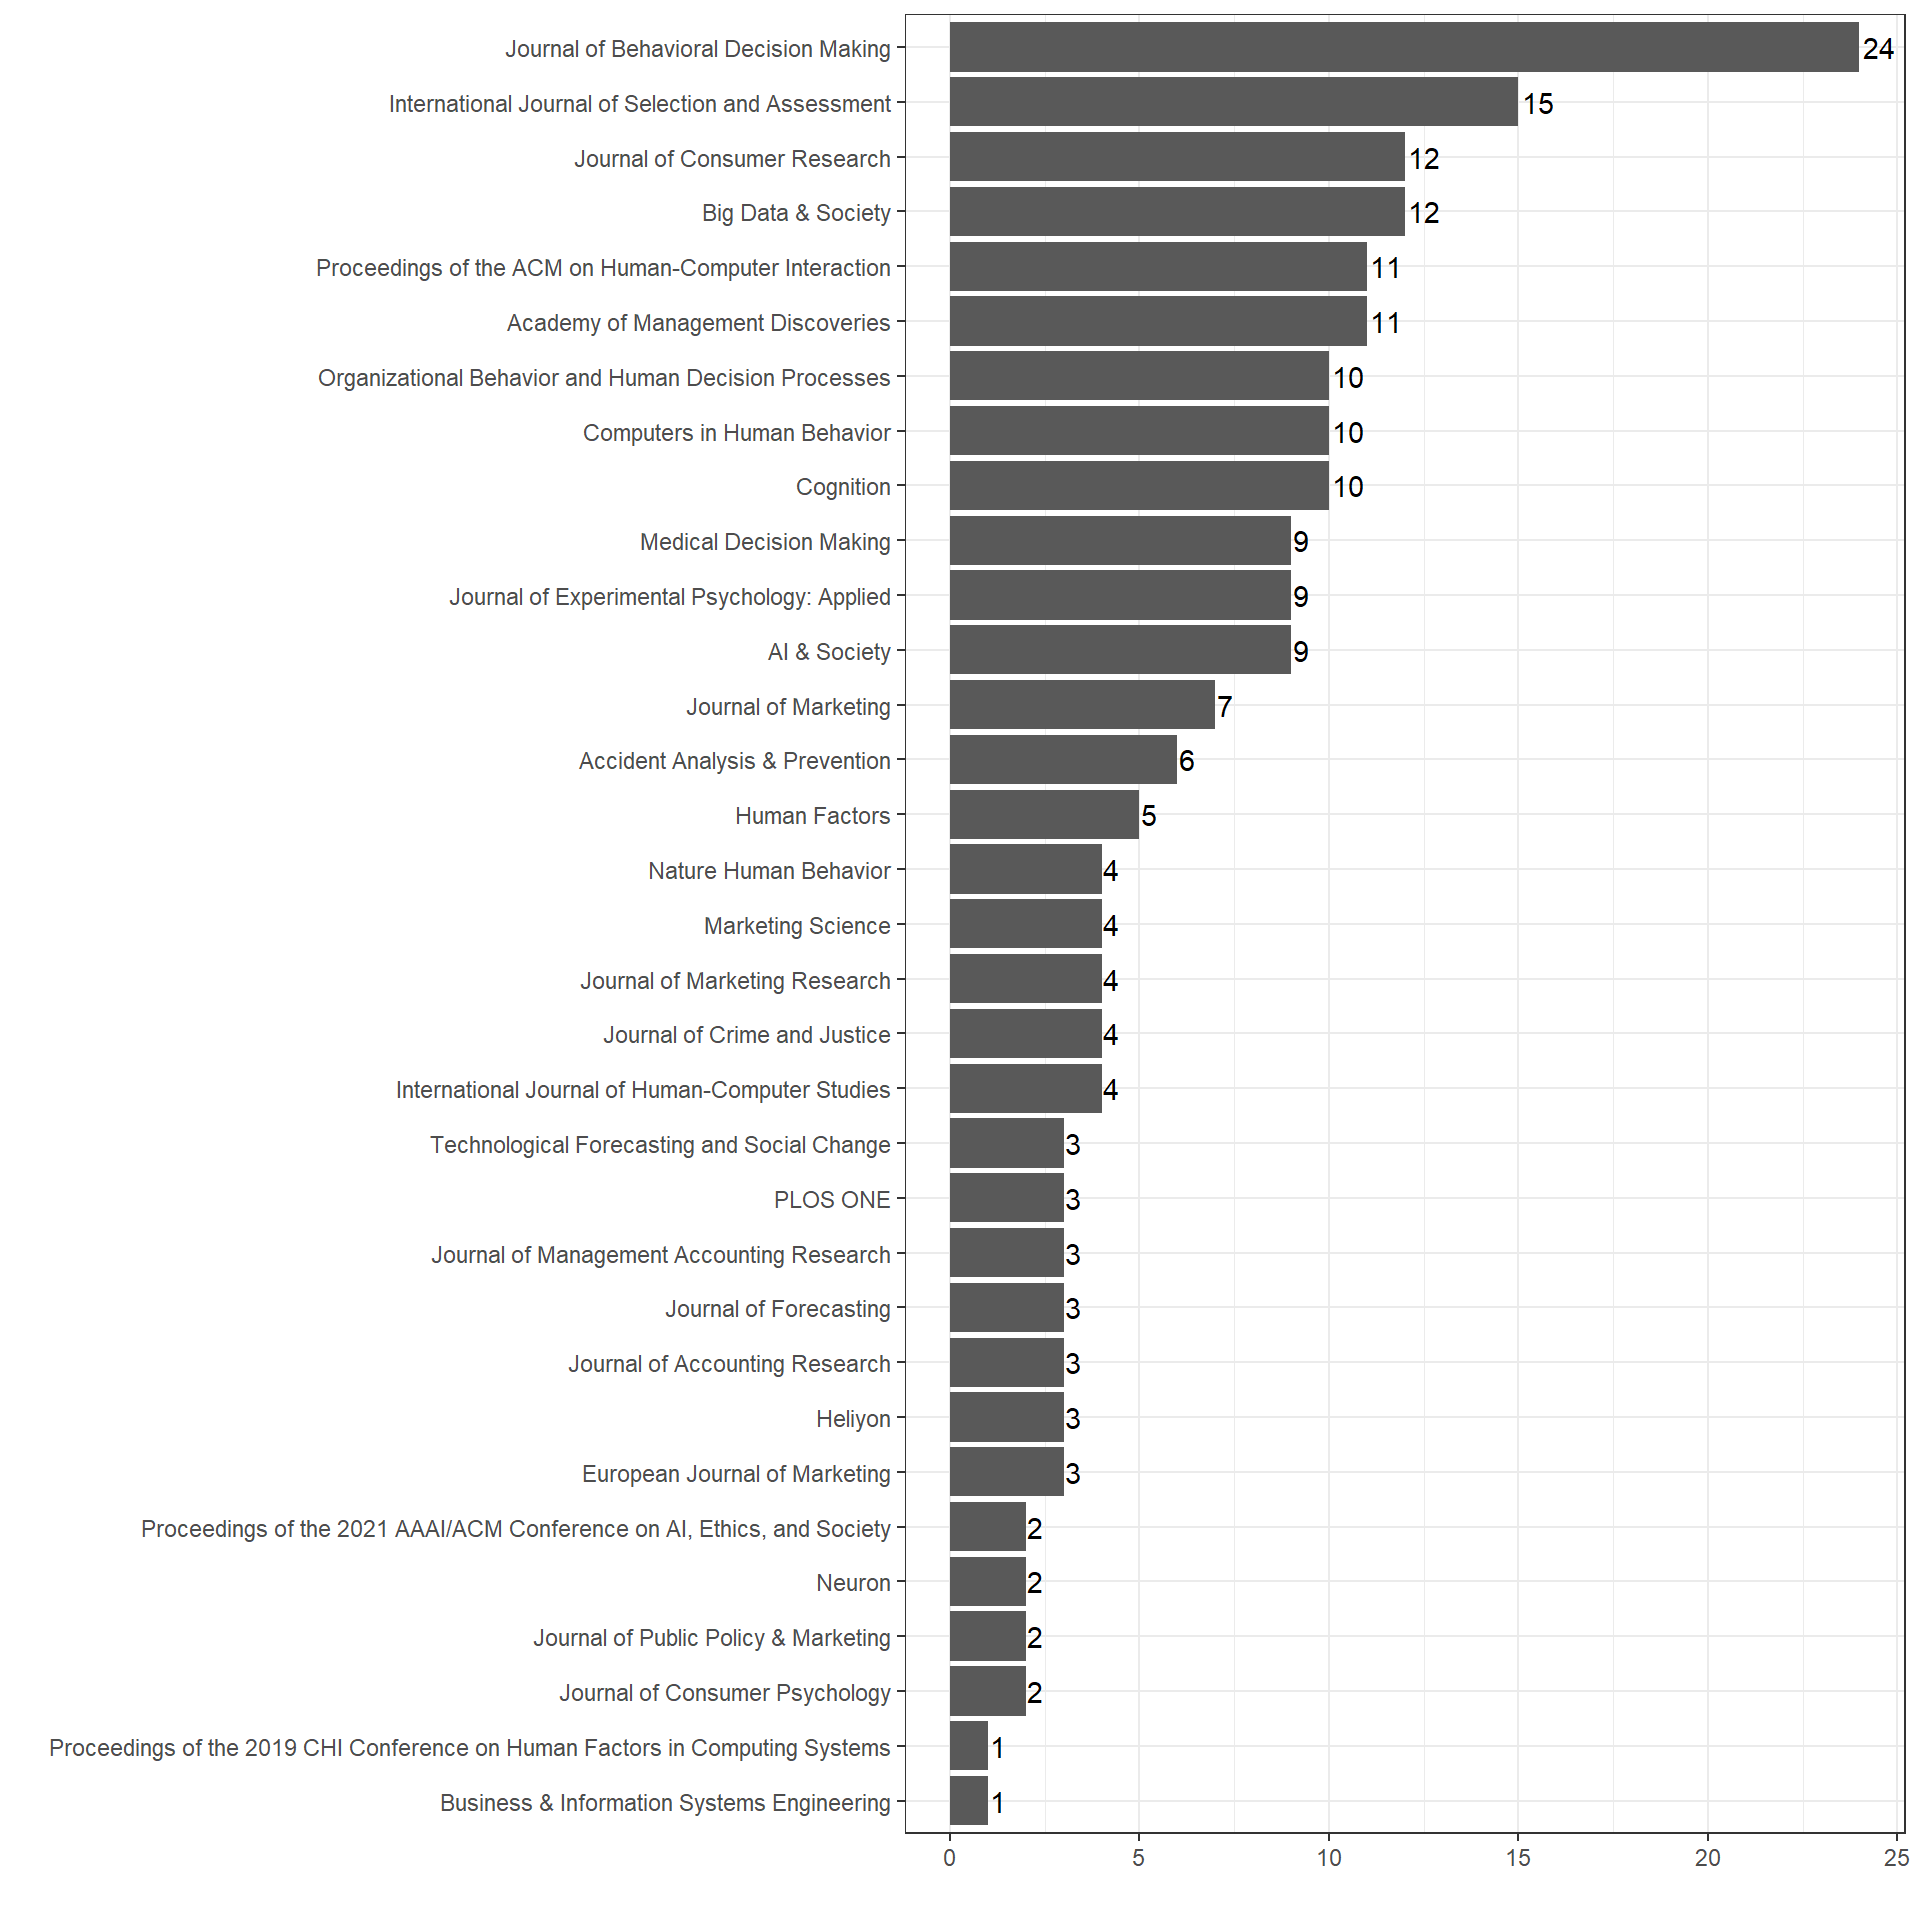 Journal of Behavioral Decision Making 24
International Journal of Selection and Assessment 15
Journal of Consumer Research 12
Big Data & Society 12
Proceedings of the ACM on Human-Computer Interaction 11
Academy of Management Discoveries 11
Organizational Behavior and Human Decision Processes 10
Computers in Human Behavior 10
Cognition 10
Medical Decision Making 9
Journal of Experimental Psychology: Applied 9
AI & Society 9
Journal of Marketing 7
Accident Analysis & Prevention 6
Human Factors 5
Nature Human Behavior 4
Marketing Science 4
Journal of Marketing Research 4
Journal of Crime and Justice 4
International Journal of Human-Computer Studies 4
Technological Forecasting and Social Change 3
PLOS ONE 3
Journal of Management Accounting Research 3
Journal of Forecasting 3
Journal of Accounting Research 3
Heliyon 3
European Journal of Marketing 3
Proceedings of the 2021 AAAI/ACM Conference on AI, Ethics, and Society 2
Neuron 2
Journal of Public Policy & Marketing 2
Journal of Consumer Psychology 2
Proceedings of the 2019 CHI Conference on Human Factors in Computing Systems 1
Business & Information Systems Engineering 1
0 5 10 15 20 25